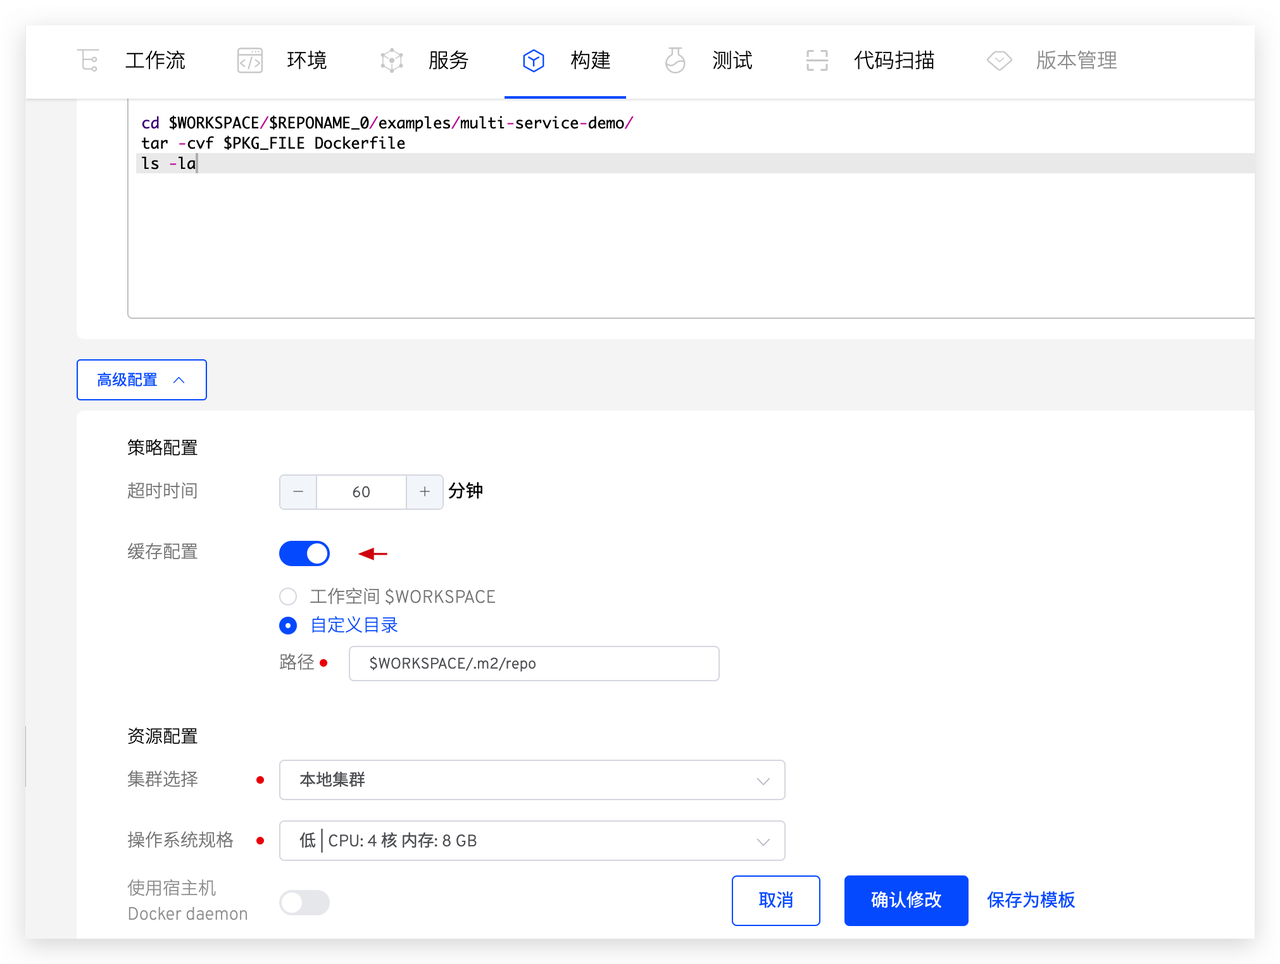 工作流 环境 服务 构建 测试 代码扫描 版本管理
cd $WORKSPACE/$REPONAME_0/examples/multi-service-demo/
tar -cvf $PKG_FILE Dockerfile
ls -la
高级配置
策略配置
超时时间 − 60 + 分钟
缓存配置
工作空间 $WORKSPACE
自定义目录
路径 $WORKSPACE/.m2/repo
资源配置
集群选择 本地集群
操作系统规格 低 | CPU: 4 核 内存: 8 GB
使用宿主机
Docker daemon
取消 确认修改 保存为模板